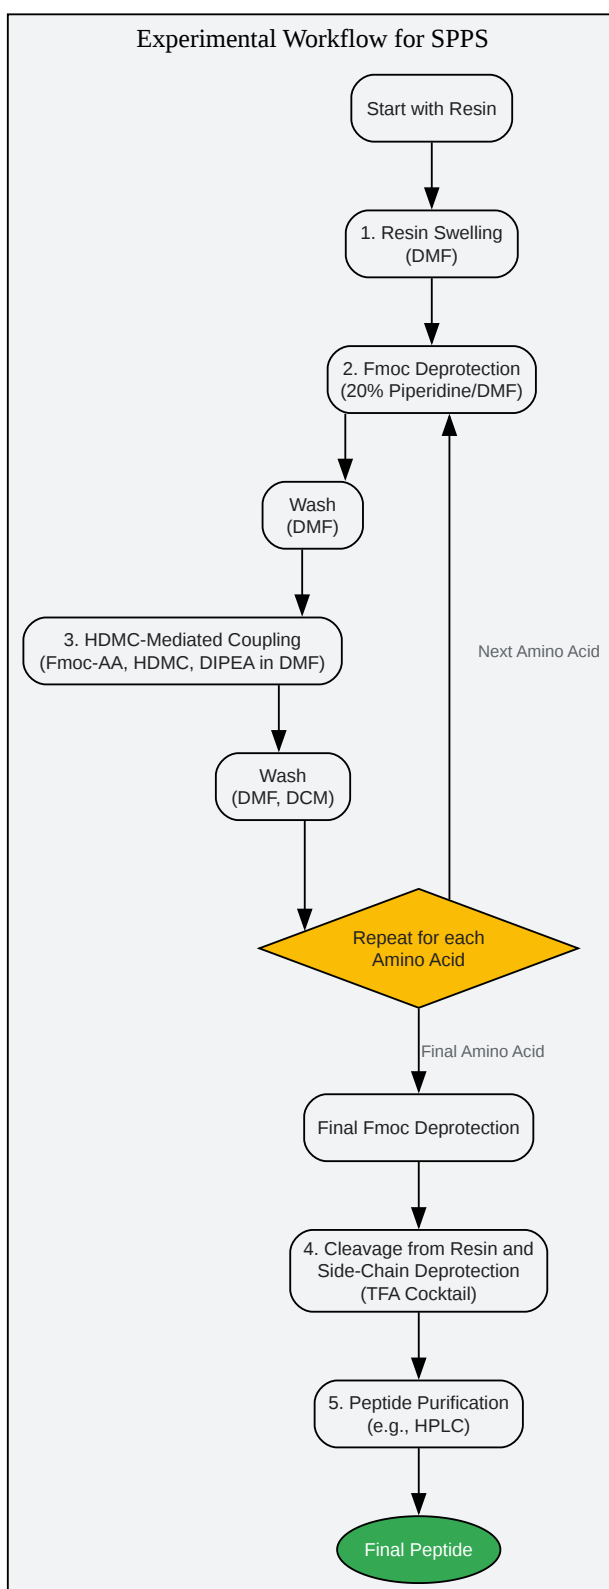 Experimental Workflow for SPPS
Start with Resin
1. Resin Swelling
(DMF)
2. Fmoc Deprotection
(20% Piperidine/DMF)
Wash
(DMF)
3. HDMC-Mediated Coupling
(Fmoc-AA, HDMC, DIPEA in DMF)
Next Amino Acid
Wash
(DMF, DCM)
Repeat for each
Amino Acid
Final Amino Acid
Final Fmoc Deprotection
4. Cleavage from Resin and
Side-Chain Deprotection
(TFA Cocktail)
5. Peptide Purification
(e.g., HPLC)
Final Peptide